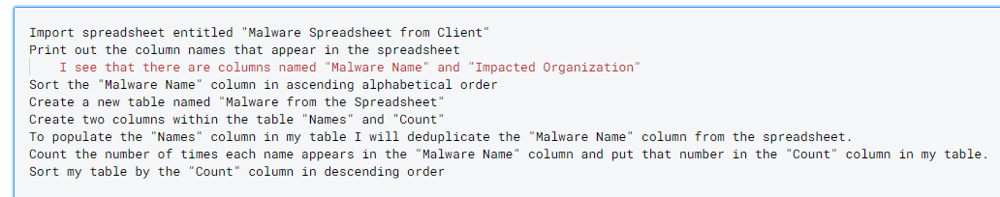 Import spreadsheet entitled "Malware Spreadsheet from Client"
Print out the column names that appear in the spreadsheet
I see that there are columns named "Malware Name" and "Impacted Organization"
Sort the "Malware Name" column in ascending alphabetical order
Create a new table named "Malware from the Spreadsheet"
Create two columns within the table "Names" and "Count"
To populate the "Names" column in my table I will deduplicate the "Malware Name" column from the spreadsheet.
Count the number of times each name appears in the "Malware Name" column and put that number in the "Count" column in my table.
Sort my table by the "Count" column in descending order